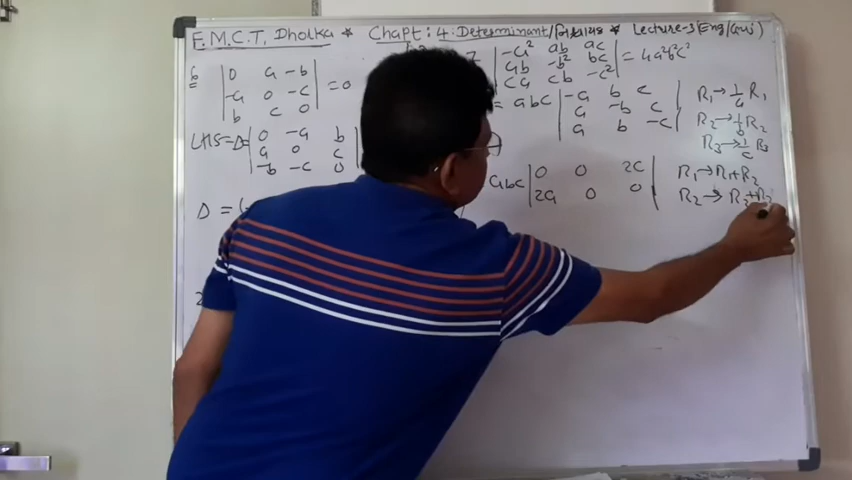 F.M.C.T. Dholka * Chapt: 4. Determinant/ * Lecture-3 (Eng/Guj)
6 | 0 a -b | = 0
| -a 0 -c |
| b c 0 |
LHS = Δ = | 0 -a b |
| a 0 c |
| -b -c 0 |
Δ = (-
7 | -a² ab ac | = 4a²b²c²
| ab -b² bc |
| ca cb -c² |
= abc | -a b c | R₁ → 1/a R₁
| a -b c | R₂ → 1/b R₂
| a b -c | R₃ → 1/c R₃
abc | 0 0 2c | R₁ → R₁+R₂
| 2a 0 0 | R₂ → R₂+R₃